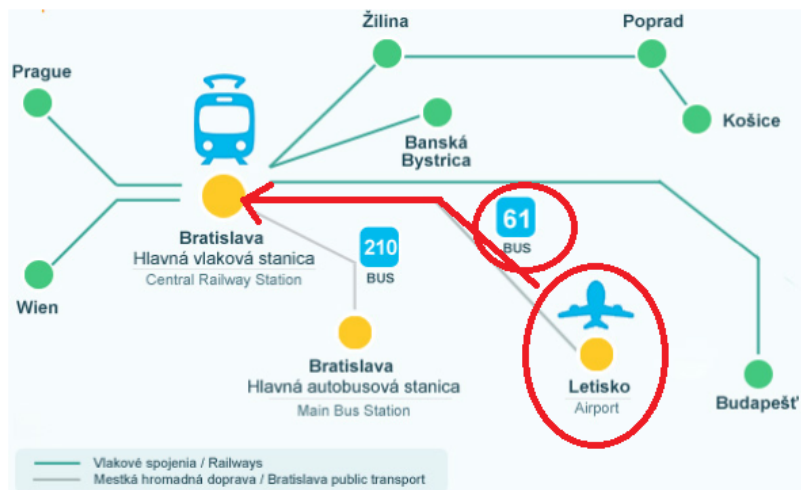 Žilina
Poprad
Prague
Košice
Banská
Bystrica
61
BUS
Bratislava
Hlavná vlaková stanica
Central Railway Station
210
BUS
Wien
Bratislava
Hlavná autobusová stanica
Main Bus Station
Letisko
Airport
Budapešť
Vlakové spojenia / Railways
Mestká hromadná doprava / Bratislava public transport